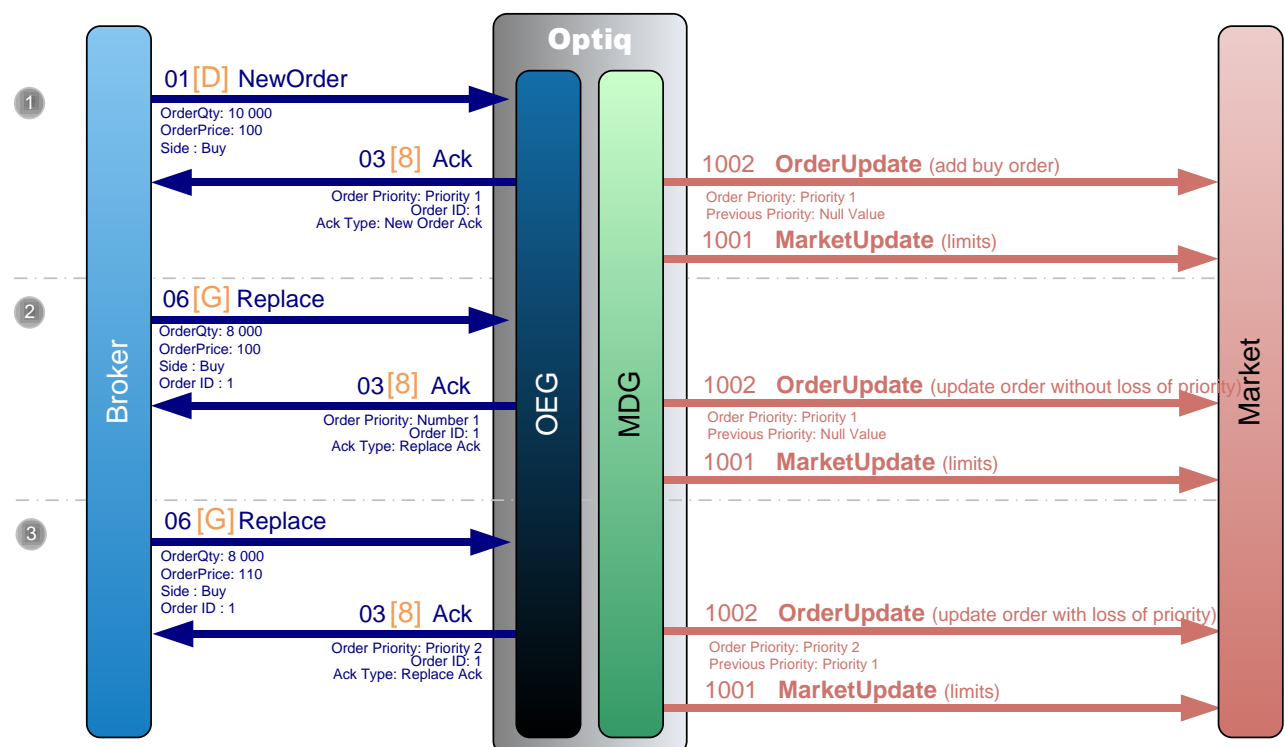 Optiq
Broker
OEG
MDG
Market
1
01 [D] NewOrder
OrderQty: 10 000
OrderPrice: 100
Side : Buy
03 [8] Ack
Order Priority: Priority 1
Order ID: 1
Ack Type: New Order Ack
1002 OrderUpdate (add buy order)
Order Priority: Priority 1
Previous Priority: Null Value
1001 MarketUpdate (limits)
2
06 [G] Replace
OrderQty: 8 000
OrderPrice: 100
Side : Buy
Order ID : 1
03 [8] Ack
Order Priority: Number 1
Order ID: 1
Ack Type: Replace Ack
1002 OrderUpdate (update order without loss of priority)
Order Priority: Priority 1
Previous Priority: Null Value
1001 MarketUpdate (limits)
3
06 [G] Replace
OrderQty: 8 000
OrderPrice: 110
Side : Buy
Order ID : 1
03 [8] Ack
Order Priority: Priority 2
Order ID: 1
Ack Type: Replace Ack
1002 OrderUpdate (update order with loss of priority)
Order Priority: Priority 2
Previous Priority: Priority 1
1001 MarketUpdate (limits)